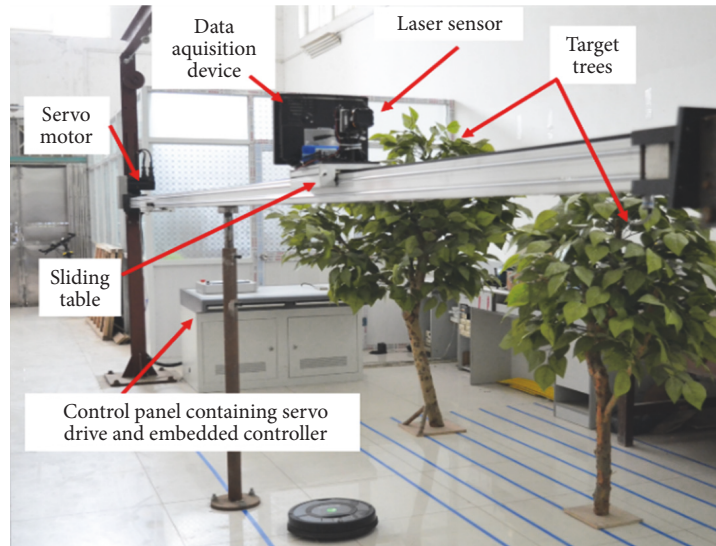 Data
aquisition
device
Laser sensor
Target
trees
Servo
motor
Sliding
table
Control panel containing servo
drive and embedded controller